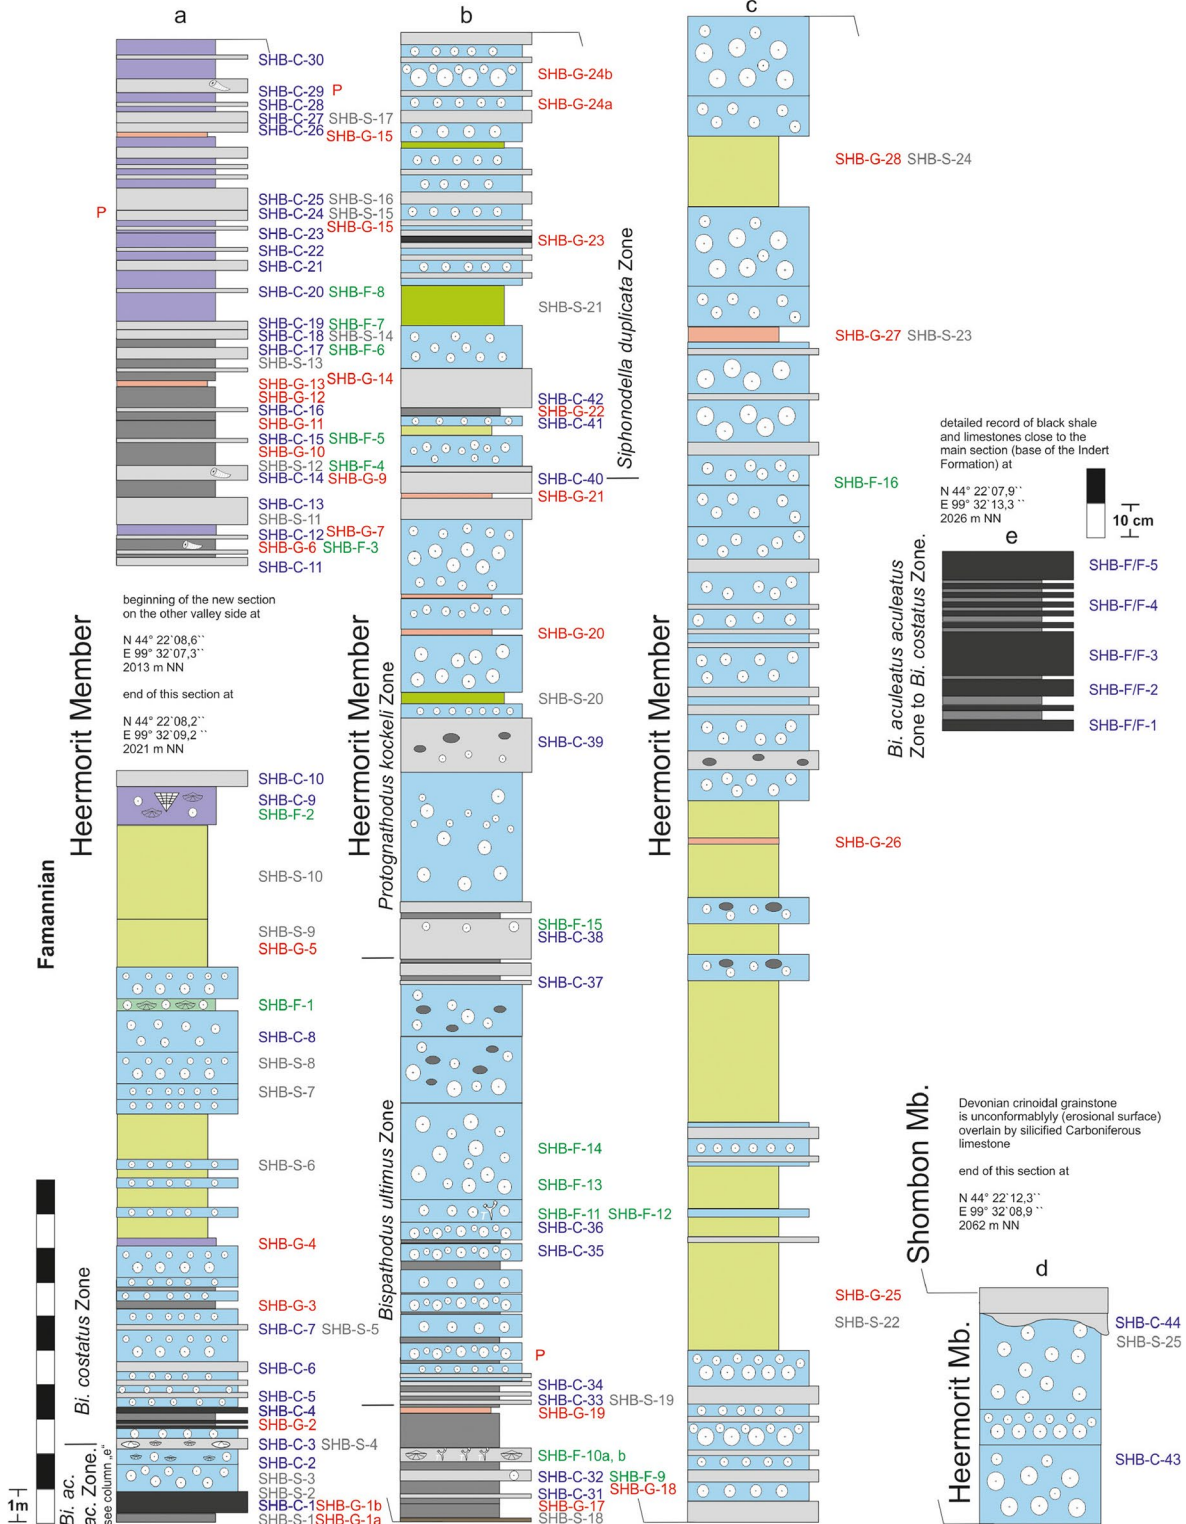 a
SHB-C-30
SHB-C-29 P
SHB-C-28
SHB-C-27 SHB-S-17
SHB-C-26 SHB-G-15
P
SHB-C-25 SHB-S-16
SHB-C-24 SHB-S-15
SHB-G-15
SHB-C-23
SHB-C-22
SHB-C-21
SHB-C-20 SHB-F-8
SHB-C-19 SHB-F-7
SHB-C-18 SHB-S-14
SHB-C-17 SHB-F-6
SHB-S-13
SHB-G-13 SHB-G-14
SHB-G-12
SHB-C-16
SHB-G-11
SHB-C-15 SHB-F-5
SHB-G-10
SHB-S-12 SHB-F-4
SHB-C-14 SHB-G-9
SHB-C-13
SHB-S-11
SHB-C-12 SHB-G-7
SHB-G-6 SHB-F-3
SHB-C-11
beginning of the new section
on the other valley side at
N 44° 22`08,6``
E 99° 32`07,3``
2013 m NN
end of this section at
N 44° 22`08,2``
E 99° 32`09,2 ``
2021 m NN
Heermorit Member
SHB-C-10
SHB-C-9
SHB-F-2
SHB-S-10
SHB-S-9
SHB-G-5
SHB-F-1
SHB-C-8
SHB-S-8
SHB-S-7
SHB-S-6
SHB-G-4
SHB-G-3
SHB-C-7 SHB-S-5
SHB-C-6
SHB-C-5
SHB-C-4
SHB-G-2
SHB-C-3 SHB-S-4
SHB-C-2
SHB-S-3
SHB-S-2
SHB-C-1 SHB-G-1b
SHB-S-1 SHB-G-1a
Famannian
Bi. costatus Zone
Bi. ac.
ac. Zone.
see column „e“
1m
b
SHB-G-24b
SHB-G-24a
SHB-G-23
SHB-S-21
SHB-C-42
SHB-G-22
SHB-C-41
SHB-C-40
SHB-G-21
SHB-G-20
SHB-S-20
SHB-C-39
SHB-F-15
SHB-C-38
SHB-C-37
SHB-F-14
SHB-F-13
SHB-F-11 SHB-F-12
SHB-C-36
SHB-C-35
P
SHB-C-34
SHB-C-33 SHB-S-19
SHB-G-19
SHB-F-10a, b
SHB-C-32 SHB-F-9
SHB-C-31 SHB-G-18
SHB-G-17
SHB-S-18
Siphonodella duplicata Zone
Heermorit Member
Protognathodus kockeli Zone
Bispathodus ultimus Zone
c
SHB-G-28 SHB-S-24
SHB-G-27 SHB-S-23
SHB-F-16
SHB-G-26
SHB-G-25
SHB-S-22
Heermorit Member
detailed record of black shale
and limestones close to the
main section (base of the Indert
Formation) at
N 44° 22`07,9``
E 99° 32`13,3 ``
2026 m NN
10 cm
e
SHB-F/F-5
SHB-F/F-4
SHB-F/F-3
SHB-F/F-2
SHB-F/F-1
Bi. aculeatus aculeatus
Zone to Bi. costatus Zone.
Devonian crinoidal grainstone
is unconformablyly (erosional surface)
overlain by silicified Carboniferous
limestone
end of this section at
N 44° 22`12,3``
E 99° 32`08,9 ``
2062 m NN
Shombon Mb.
Heermorit Mb.
d
SHB-C-44
SHB-S-25
SHB-C-43